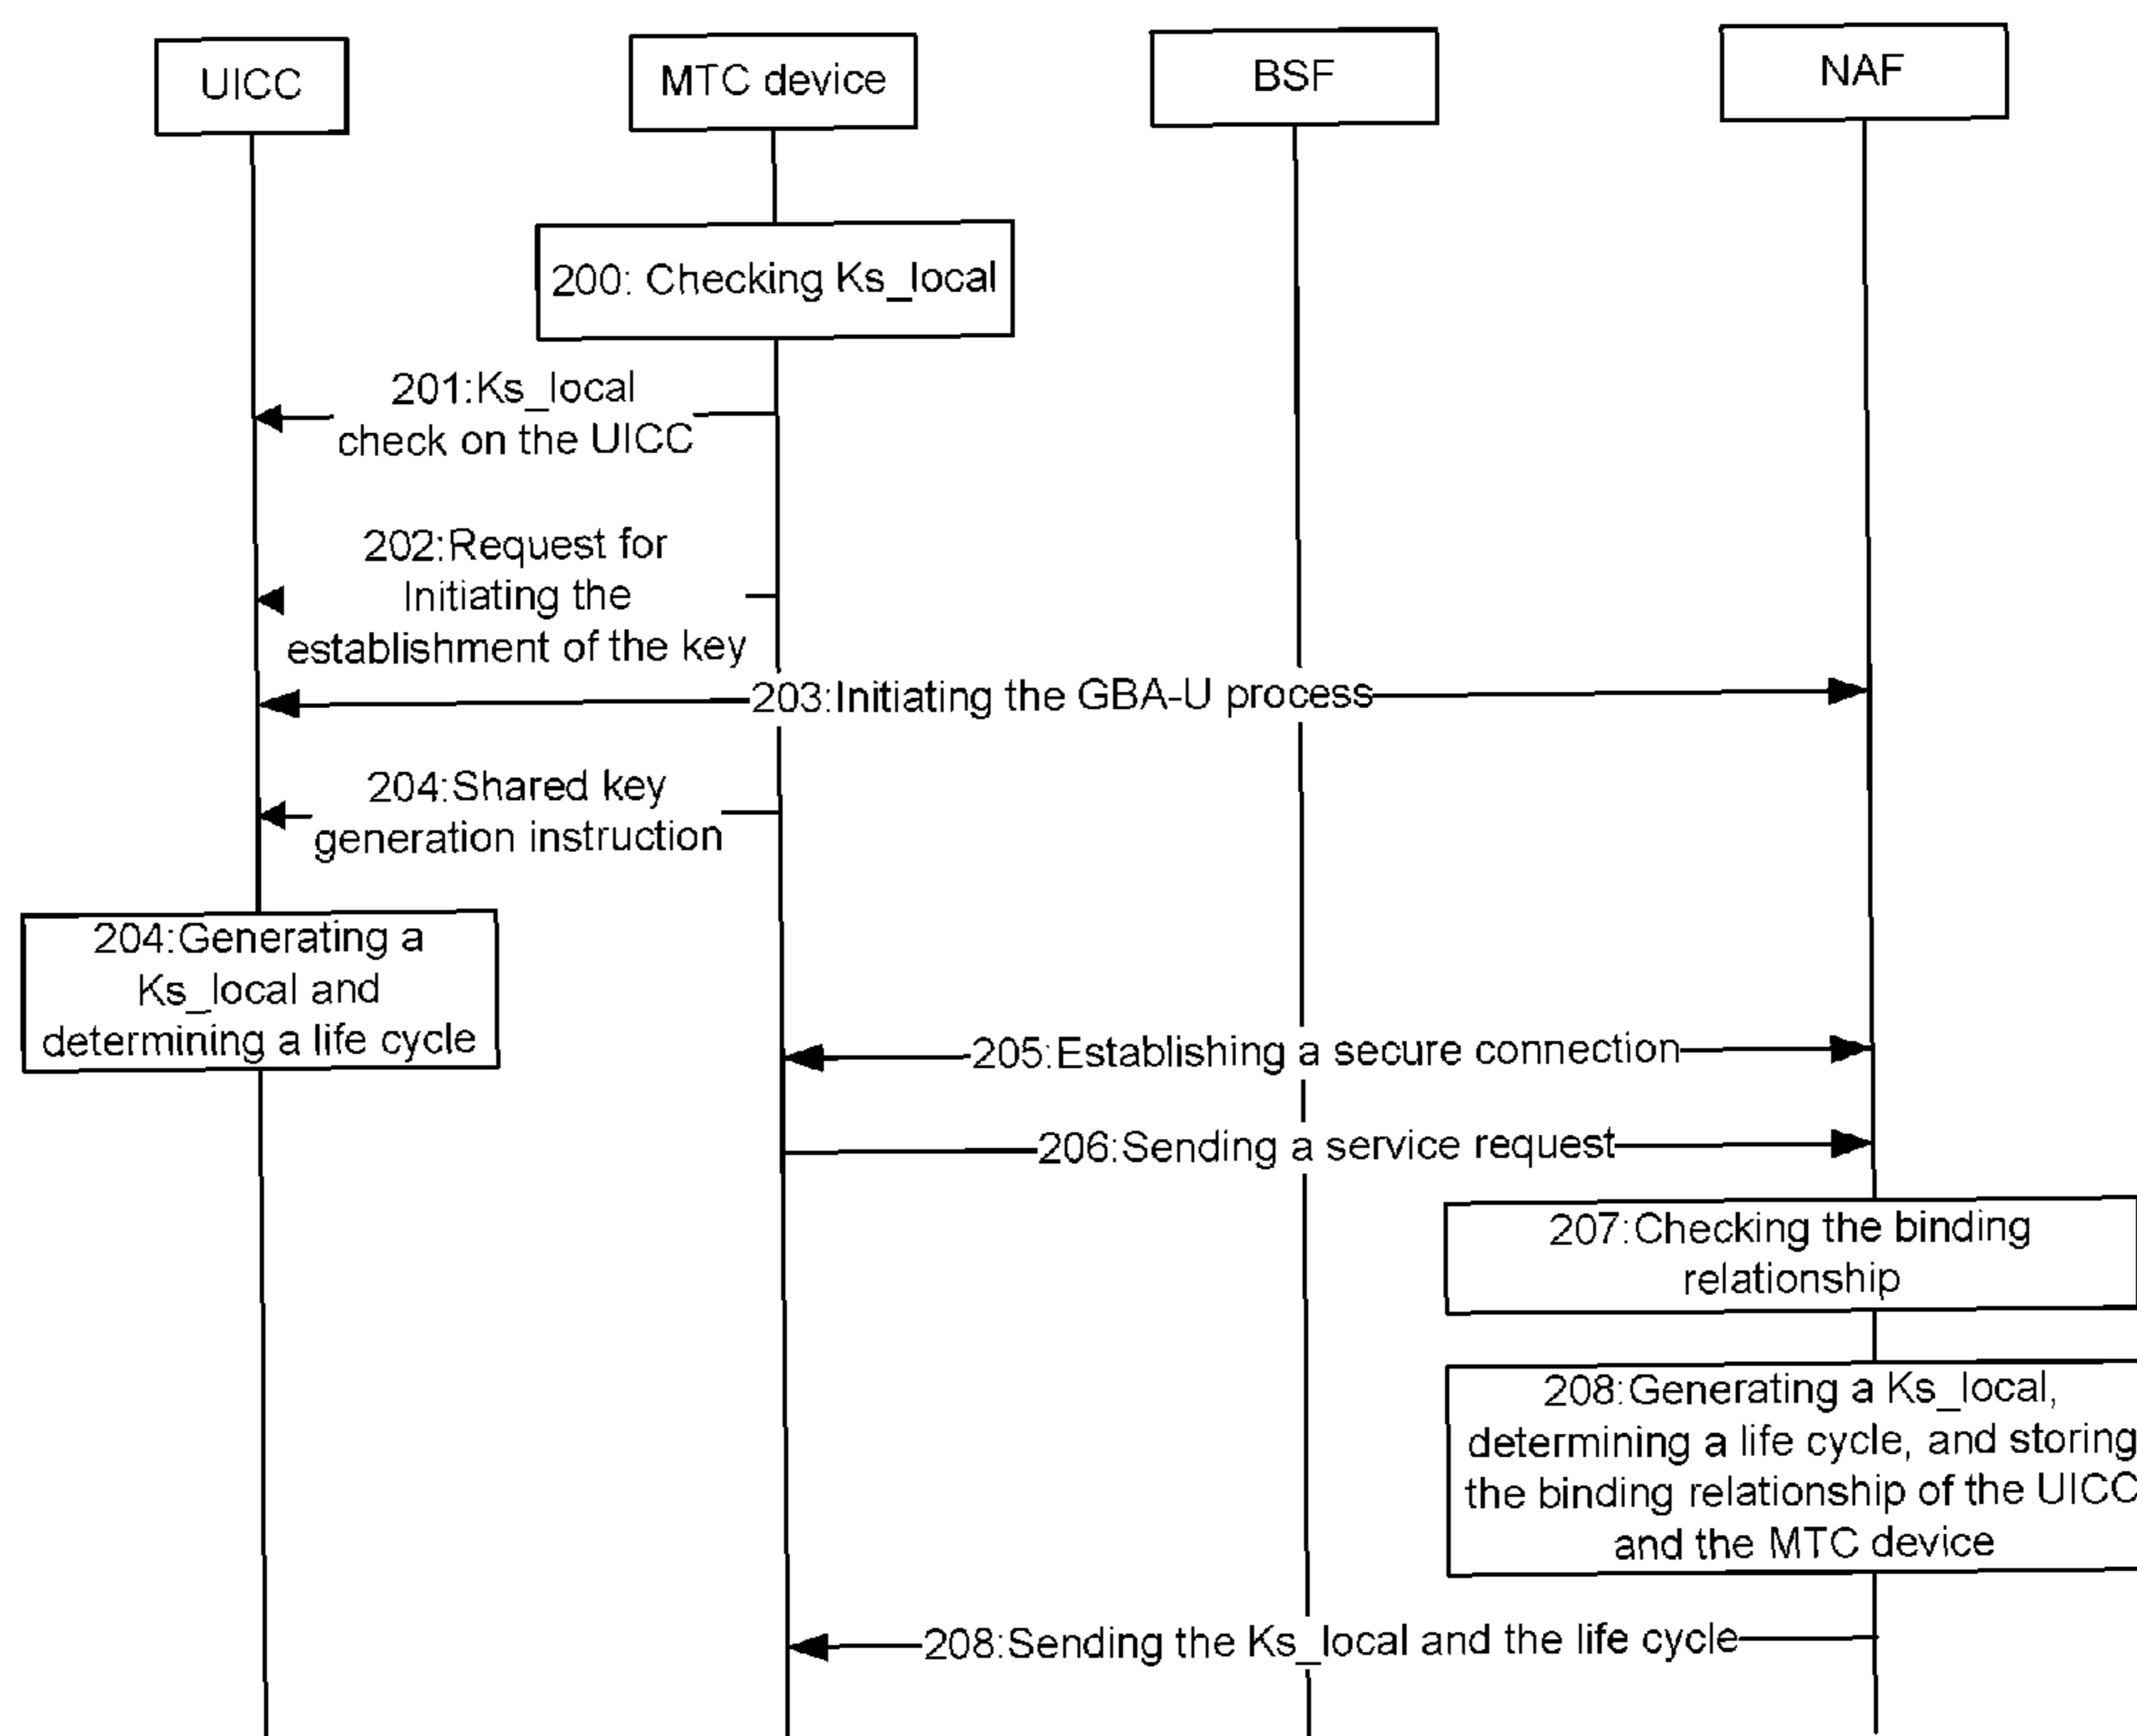 UICC
MTC device
BSF
NAF
200: Checking Ks_local
201:Ks_local
check on the UICC
202:Request for
Initiating the
establishment of the key
203:Initiating the GBA-U process
204:Shared key
generation instruction
204:Generating a
Ks_local and
determining a life cycle
205:Establishing a secure connection
206:Sending a service request
207:Checking the binding
relationship
208:Generating a Ks_local,
determining a life cycle, and storing
the binding relationship of the UICC
and the MTC device
208:Sending the Ks_local and the life cycle